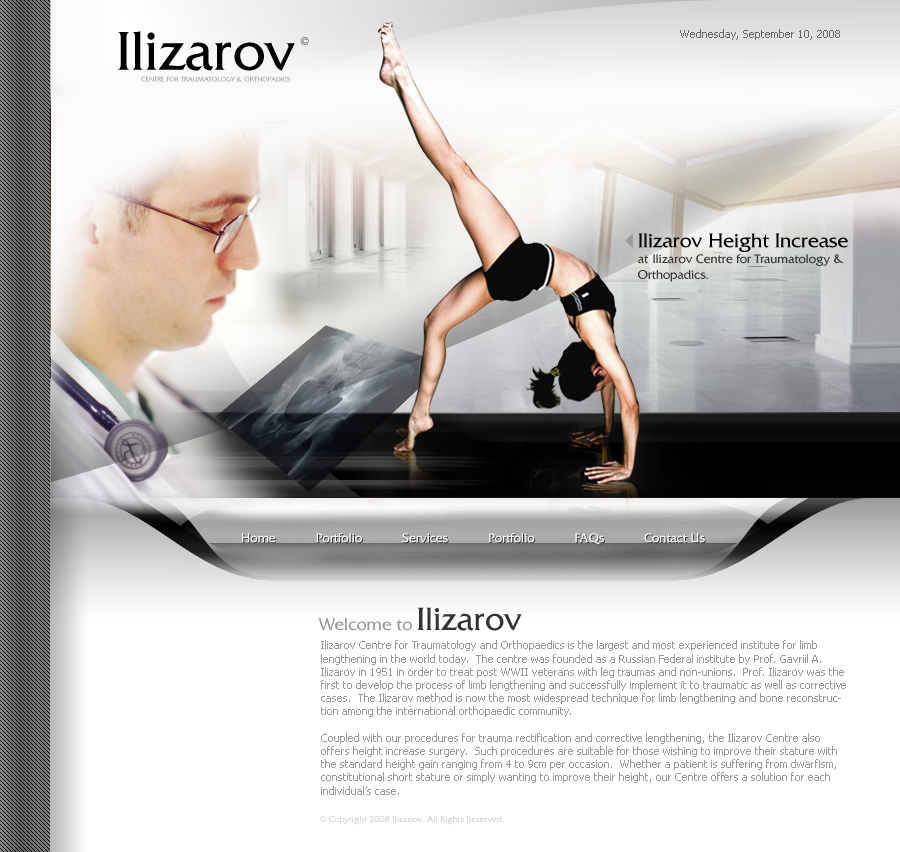 Ilizarov ©
CENTRE FOR TRAUMATOLOGY & ORTHOPADICS
Wednesday, September 10, 2008
Ilizarov Height Increase
at Ilizarov Centre for Traumatology &
Orthopadics.
Home Portfolio Services Portfolio FAQs Contact Us
Welcome to Ilizarov
Ilizarov Centre for Traumatology and Orthopaedics is the largest and most experienced institute for limb
lengthening in the world today. The centre was founded as a Russian Federal institute by Prof. Gavriil A.
Ilizarov in 1951 in order to treat post WWII veterans with leg traumas and non-unions. Prof. Ilizarov was the
first to develop the process of limb lengthening and successfully implement it to traumatic as well as corrective
cases. The Ilizarov method is now the most widespread technique for limb lengthening and bone reconstruc-
tion among the international orthopaedic community.
Coupled with our procedures for trauma rectification and corrective lengthening, the Ilizarov Centre also
offers height increase surgery. Such procedures are suitable for those wishing to improve their stature with
the standard height gain ranging from 4 to 9cm per occasion. Whether a patient is suffering from dwarfism,
constitutional short stature or simply wanting to improve their height, our Centre offers a solution for each
individual's case.
© Copyright 2008 Ilizarov. All Rights Reserved.